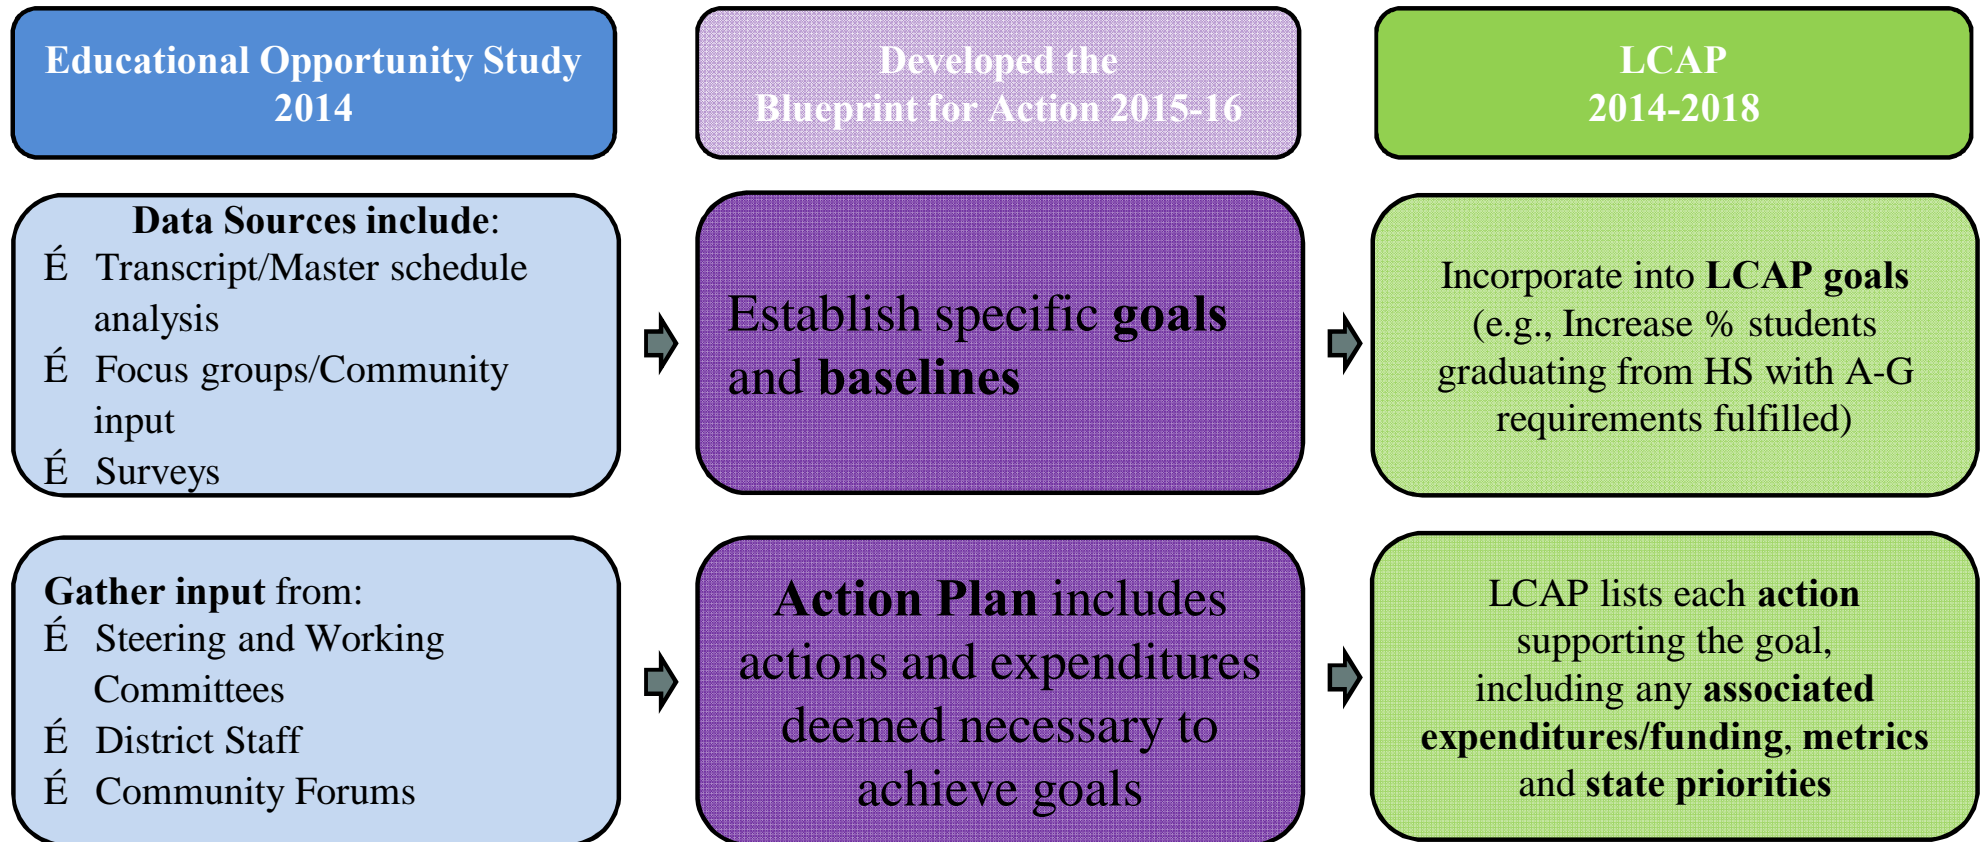 Educational Opportunity Study
2014
Developed the
Blueprint for Action 2015-16
LCAP
2014-2018
Data Sources include:
É Transcript/Master schedule
analysis
É Focus groups/Community
input
É Surveys
Establish specific goals
and baselines
Incorporate into LCAP goals
(e.g., Increase % students
graduating from HS with A-G
requirements fulfilled)
Gather input from:
É Steering and Working
Committees
É District Staff
É Community Forums
Action Plan includes
actions and expenditures
deemed necessary to
achieve goals
LCAP lists each action
supporting the goal,
including any associated
expenditures/funding, metrics
and state priorities